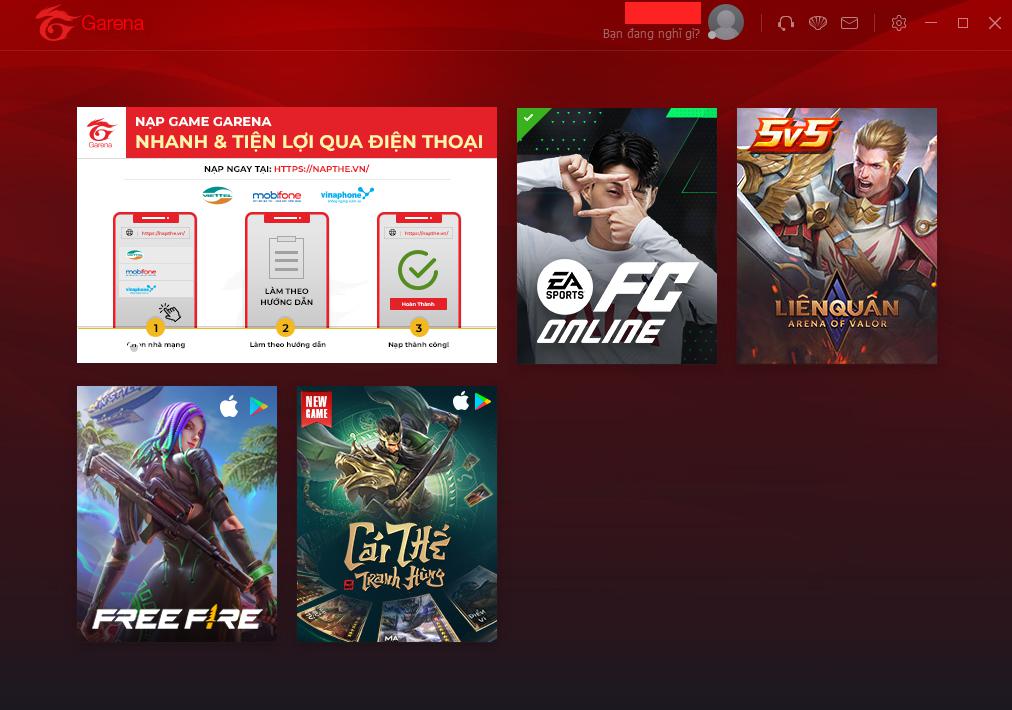 Garena
Bạn đang nghĩ gì?
Garena
NẠP GAME GARENA
NHANH & TIỆN LỢI QUA ĐIỆN THOẠI
NẠP NGAY TẠI: HTTPS://NAPTHE.VN/
VIETTEL
mobifone
vinaphone
https://napthe.vn/
mobifone
vinaphone
1
LÀM THEO
HƯỚNG DẪN
2
https://napthe.vn/
Hoàn Thành
3
nhà mạng
Làm theo hướng dẫn
Nạp thành công!
EA
SPORTS
FC
ONLINE
5v5
LIÊN QUÂN
ARENA OF VALOR
FREE FIRE
NEW
GAME
Cái Thế
Tranh Hùng
ĐIỂM
VI
MA